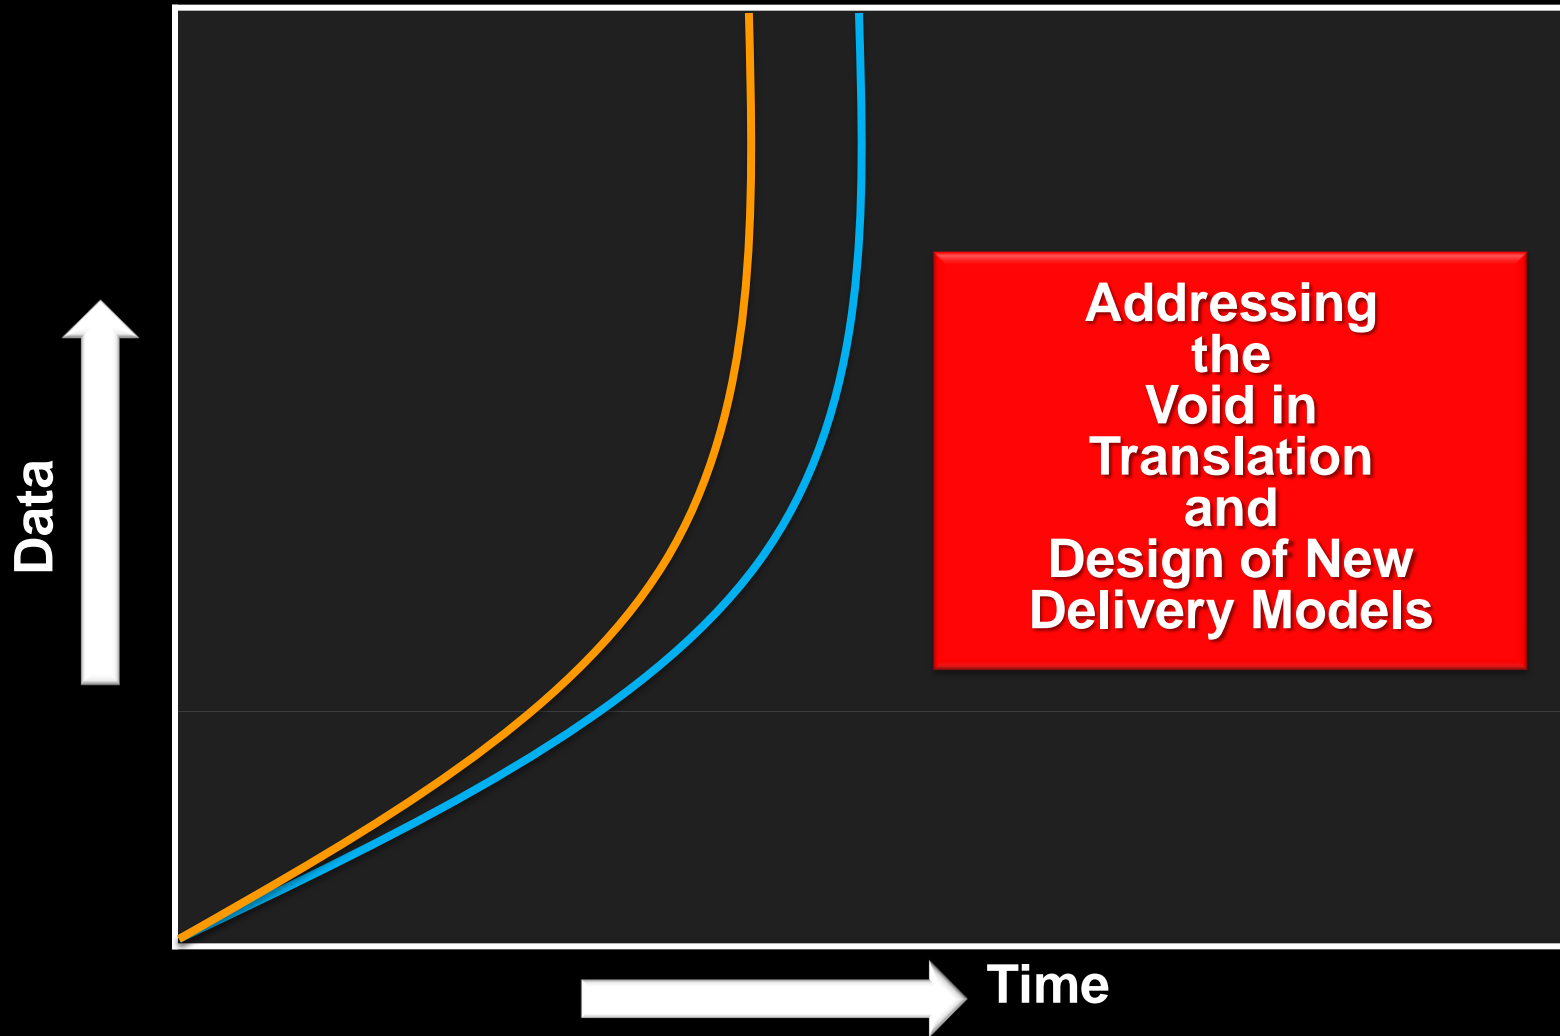 Addressing
the
Void in
Translation
and
Design of New
Delivery Models
Data
Time